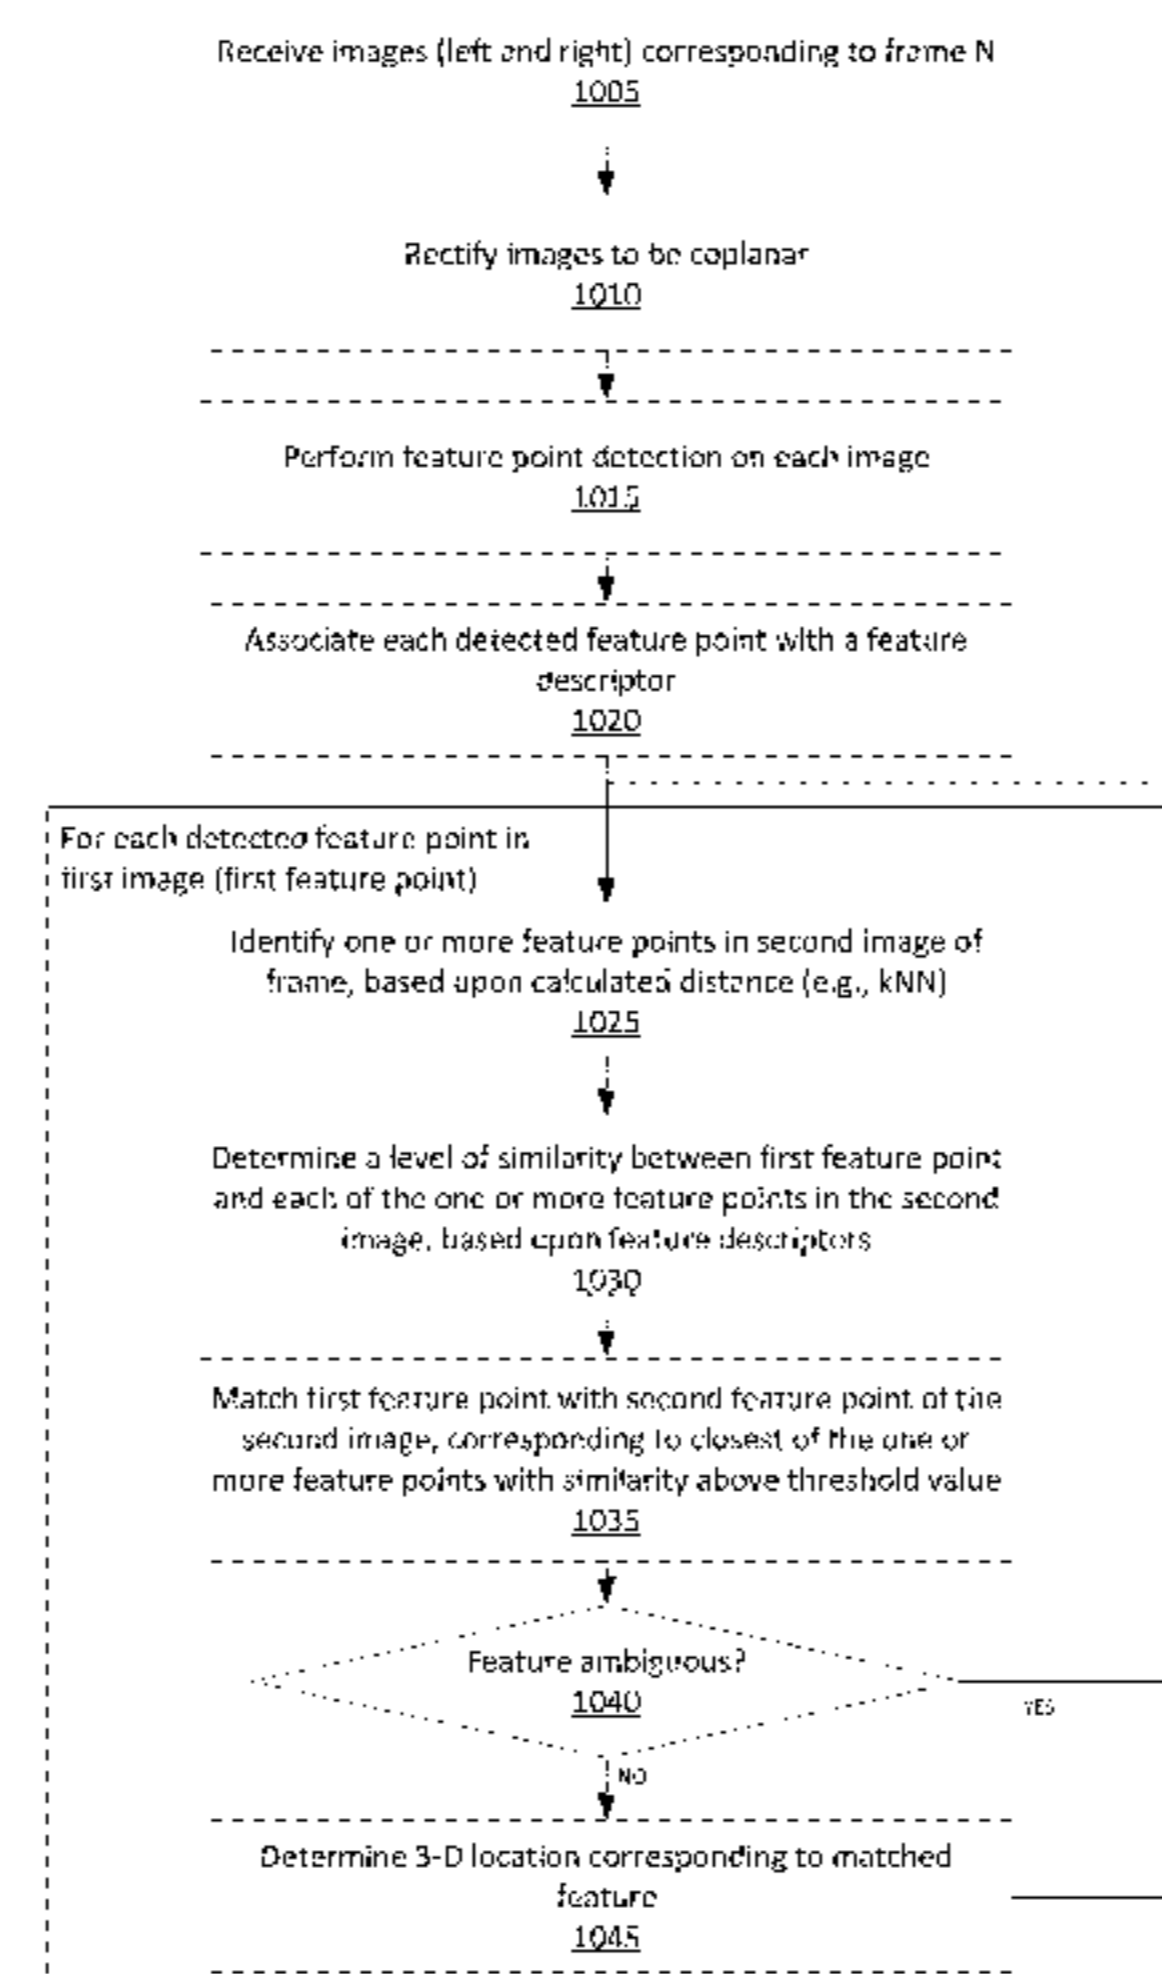 Receive images (left and right) corresponding to frame N
1005
Rectify images to be coplanar
1010
Perform feature point detection on each image
1015
Associate each detected feature point with a feature
descriptor
1020
For each detected feature point in
first image (first feature point)
Identify one or more feature points in second image of
frame, based upon calculated distance (e.g., kNN)
1025
Determine a level of similarity between first feature point
and each of the one or more feature points in the second
image, based upon feature descriptors
1030
Match first feature point with second feature point of the
second image, corresponding to closest of the one or
more feature points with similarity above threshold value
1035
Feature ambiguous?
1040
YES
NO
Determine 3-D location corresponding to matched
feature
1045